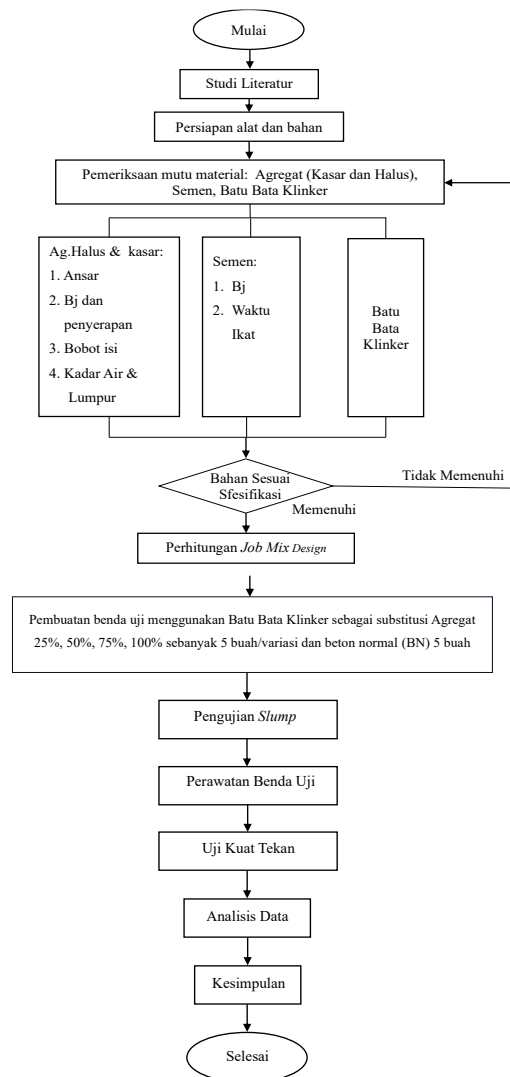 Mulai
Studi Literatur
Persiapan alat dan bahan
Pemeriksaan mutu material: Agregat (Kasar dan Halus),
Semen, Batu Bata Klinker
Ag.Halus & kasar:
1. Ansar
2. Bj dan
penyerapan
3. Bobot isi
4. Kadar Air &
Lumpur
Semen:
1. Bj
2. Waktu
Ikat
Batu
Bata
Klinker
Bahan Sesuai
Sfesifikasi
Tidak Memenuhi
Memenuhi
Perhitungan Job Mix Design
Pembuatan benda uji menggunakan Batu Bata Klinker sebagai substitusi Agregat
25%, 50%, 75%, 100% sebanyak 5 buah/variasi dan beton normal (BN) 5 buah
Pengujian Slump
Perawatan Benda Uji
Uji Kuat Tekan
Analisis Data
Kesimpulan
Selesai